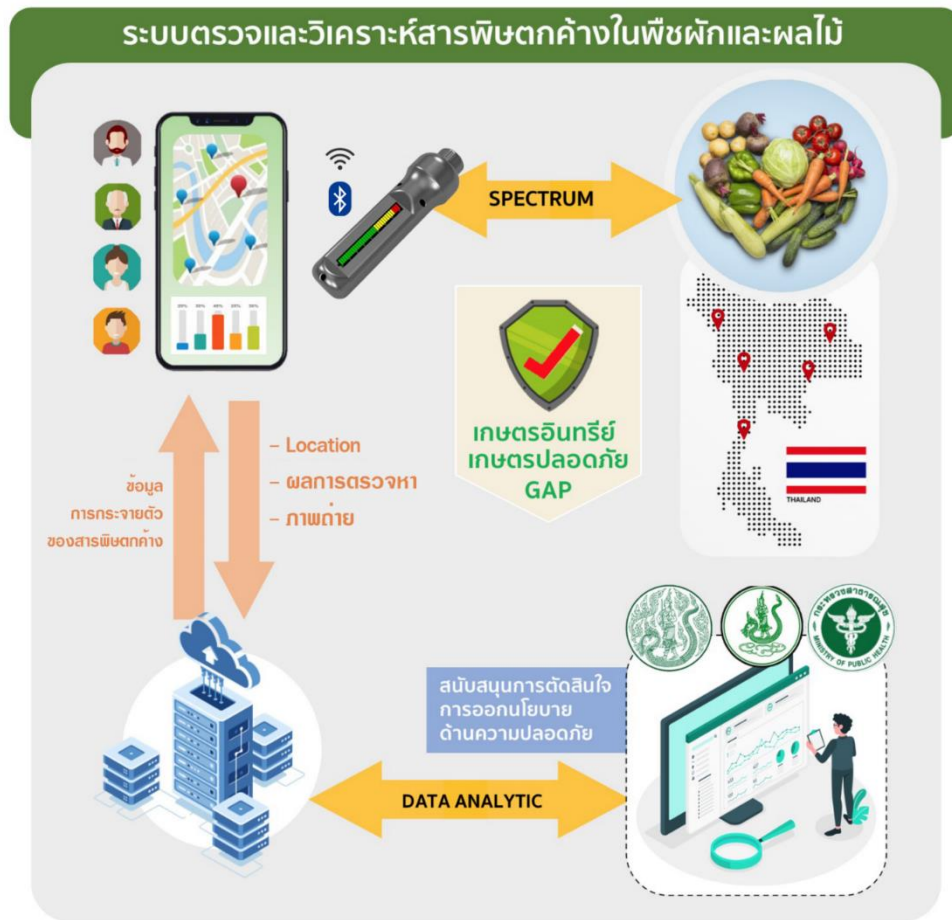 ระบบตรวจและวิเคราะห์สารพิษตกค้างในพืชผักและผลไม้
SPECTRUM
เกษตรอินทรีย์
เกษตรปลอดภัย
GAP
THAILAND
- Location
- ผลการตรวจหา
- ภาพถ่าย
ข้อมูล
การกระจายตัว
ของสารพิษตกค้าง
กระทรวงสาธารณสุข
MINISTRY OF PUBLIC HEALTH
สนับสนุนการตัดสินใจ
การออกนโยบาย
ด้านความปลอดภัย
DATA ANALYTIC